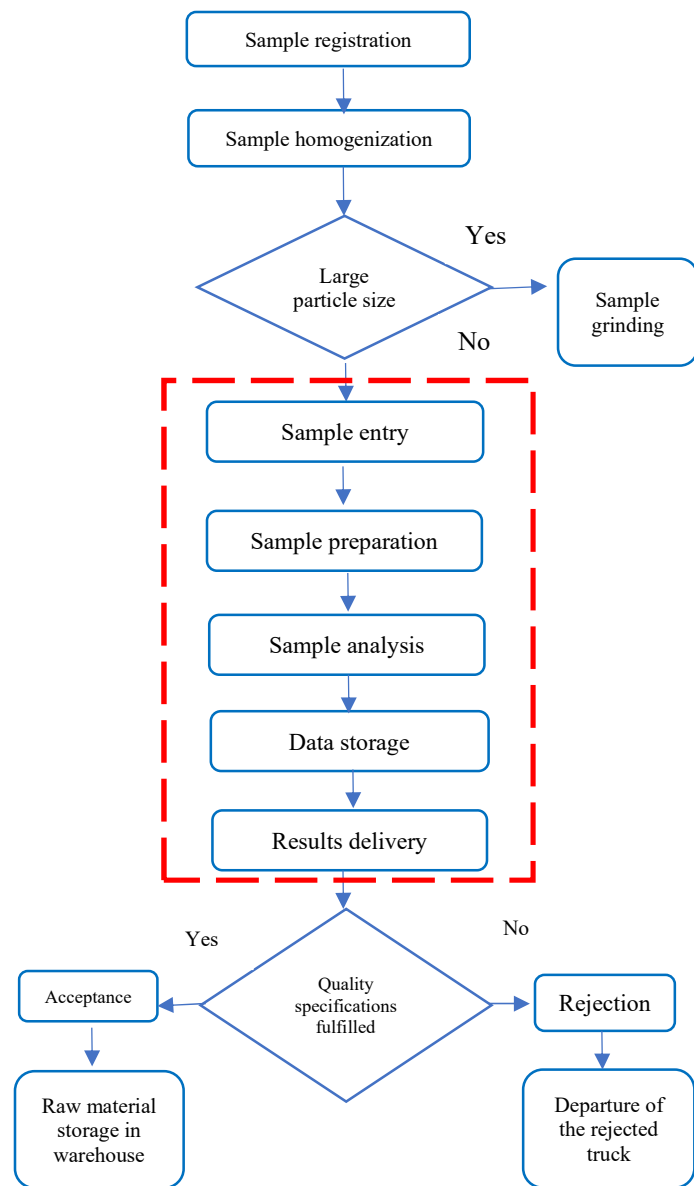 Sample registration
Sample homogenization
Yes
Large
particle size
Sample
grinding
No
Sample entry
Sample preparation
Sample analysis
Data storage
Results delivery
Yes
No
Quality
specifications
fulfilled
Acceptance
Rejection
Raw material
storage in
warehouse
Departure of
the rejected
truck